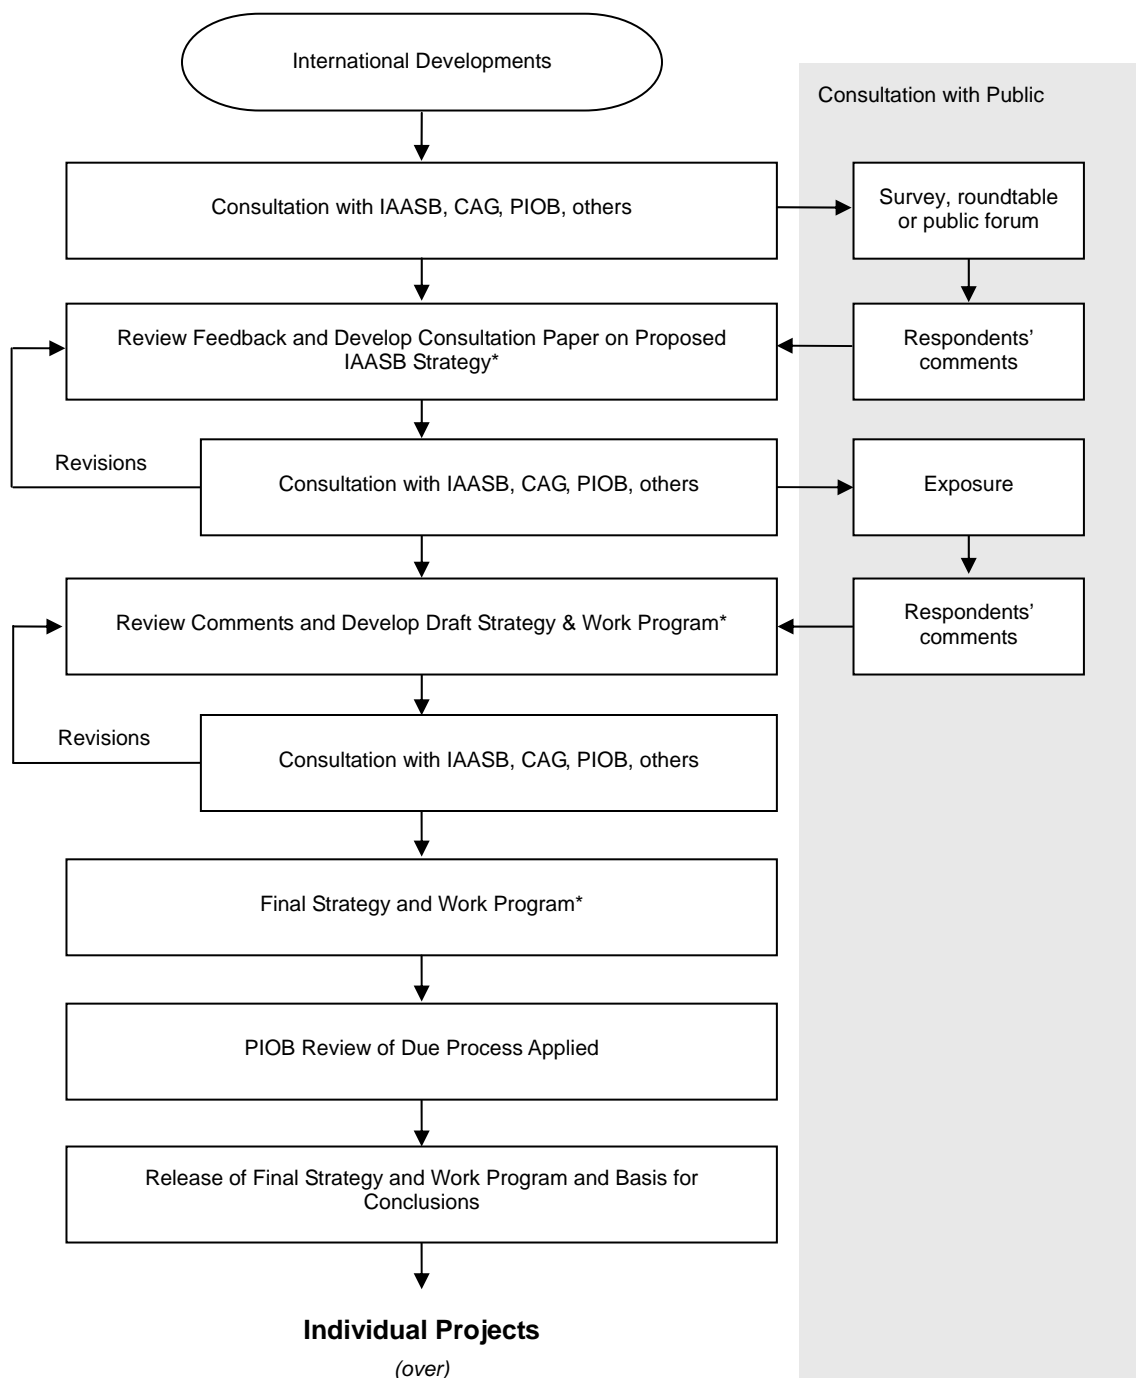 International Developments
Consultation with Public
Consultation with IAASB, CAG, PIOB, others
Survey, roundtable
or public forum
Review Feedback and Develop Consultation Paper on Proposed
IAASB Strategy*
Respondents’
comments
Revisions
Consultation with IAASB, CAG, PIOB, others
Exposure
Review Comments and Develop Draft Strategy & Work Program*
Respondents’
comments
Revisions
Consultation with IAASB, CAG, PIOB, others
Final Strategy and Work Program*
PIOB Review of Due Process Applied
Release of Final Strategy and Work Program and Basis for
Conclusions
Individual Projects
(over)